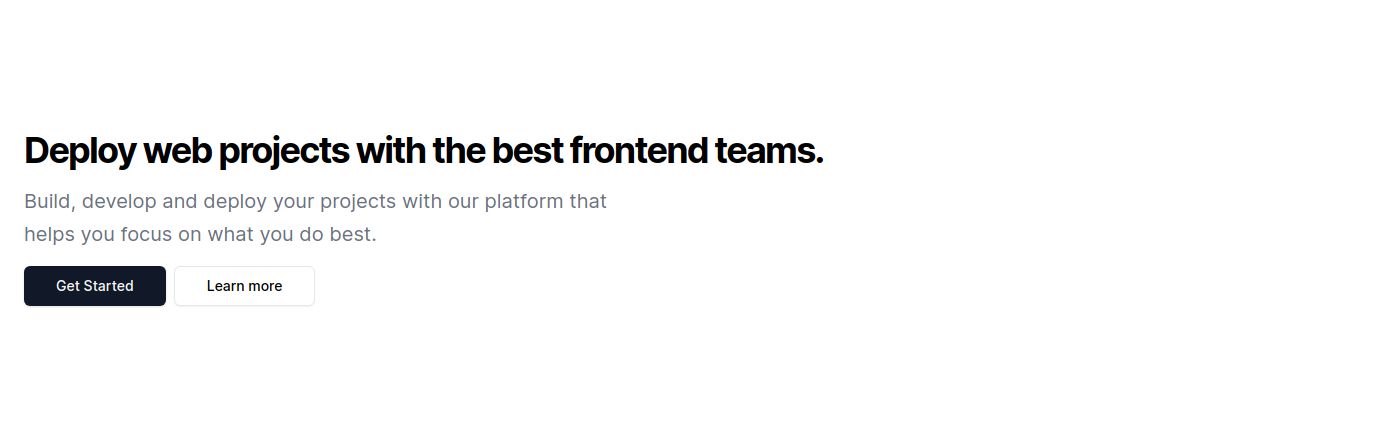 Deploy web projects with the best frontend teams.
Build, develop and deploy your projects with our platform that
helps you focus on what you do best.
Get Started
Learn more